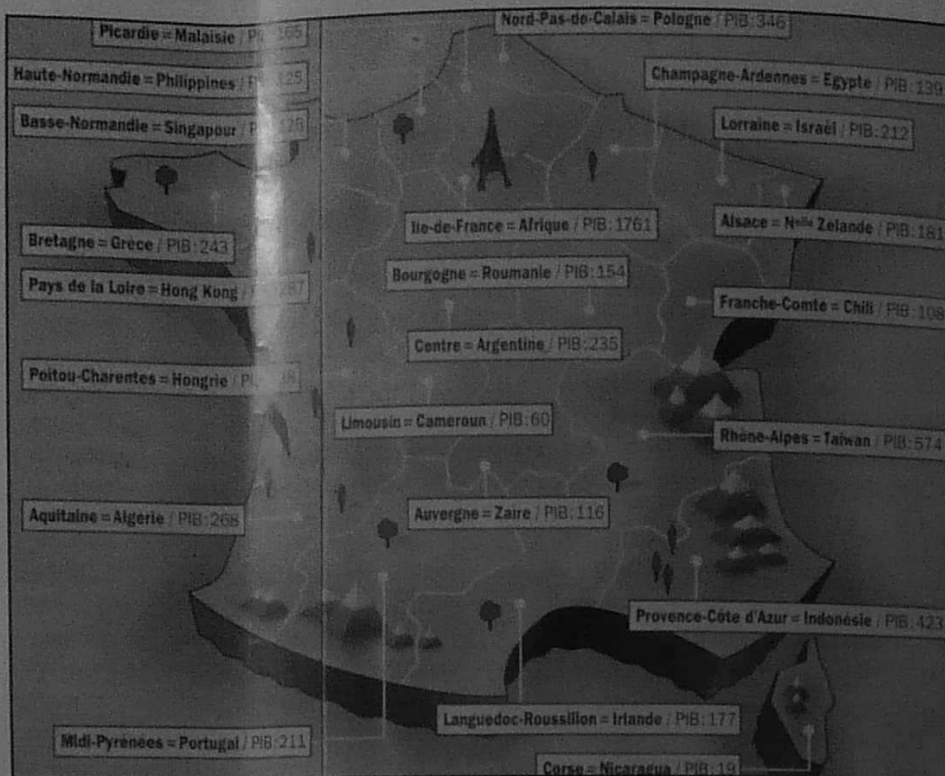 Nord-Pas-de-Calais = Pologne / PIB:346
Picardie = Malaisie / 165
Haute-Normandie = Philippines / 125
Champagne-Ardennes = Egypte / PIB:139
Basse-Normandie = Singapour /
Lorraine = Israël / PIB:212
Ile-de-France = Afrique / PIB:1761
Alsace = Nelle Zelande / PIB:181
Bretagne = Grèce / PIB:243
Bourgogne = Roumanie / PIB:154
Pays de la Loire = Hong Kong /
Franche-Comte = Chili / PIB:108
Centre = Argentine / PIB:235
Poitou-Charentes = Hongrie /
Limousin = Cameroun / PIB:60
Rhône-Alpes = Taiwan / PIB:574
Aquitaine = Algerie / PIB:268
Auvergne = Zaïre / PIB:116
Provence-Côte d'Azur = Indonésie / PIB:423
Languedoc-Roussillon = Irlande / PIB:177
Midi-Pyrénées = Portugal / PIB:211
Corse = Nicaragua / PIB:19